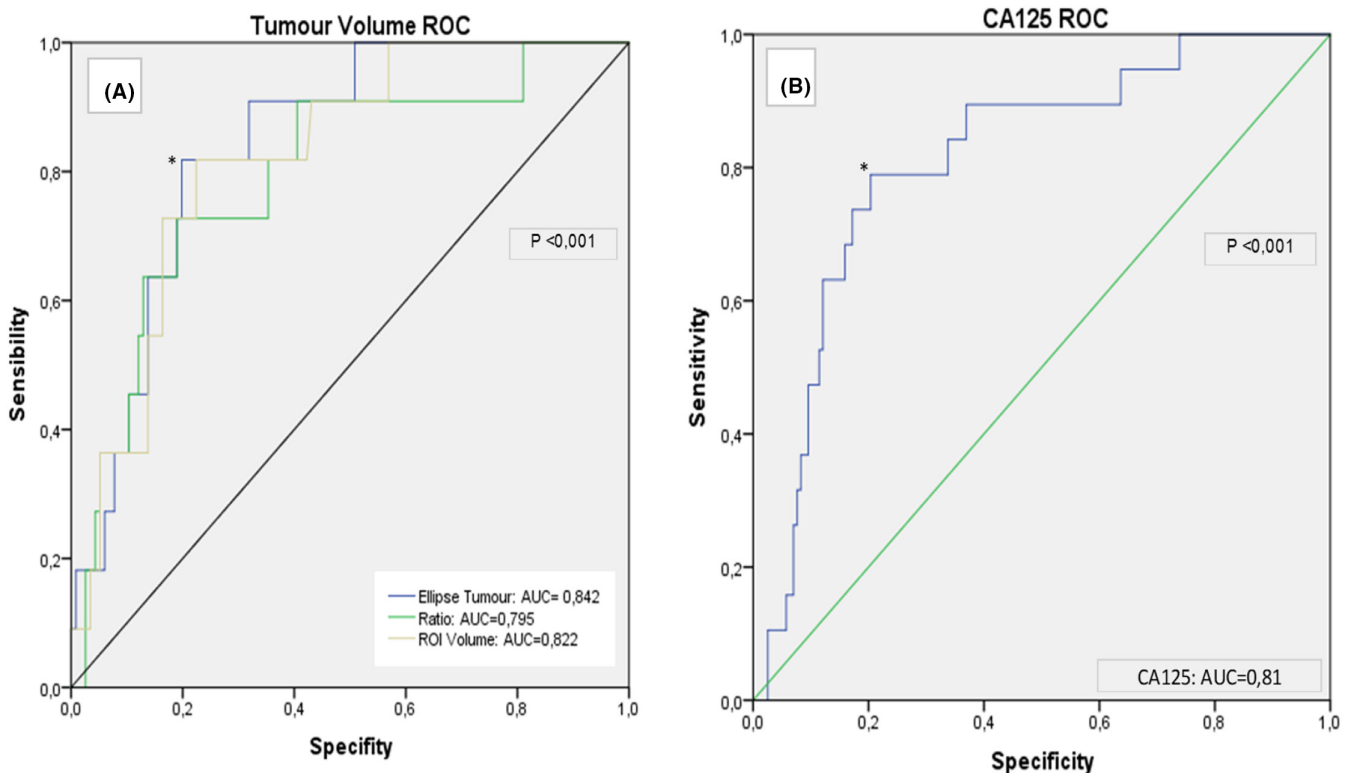 Tumour Volume ROC
(A)
*
P <0,001
Sensibility
1,0
0,8
0,6
0,4
0,2
0,0
Ellipse Tumour: AUC= 0,842
Ratio: AUC=0,795
ROI Volume: AUC=0,822
0,0 0,2 0,4 0,6 0,8 1,0
Specifity
CA125 ROC
(B)
*
P <0,001
Sensitivity
1,0
0,8
0,6
0,4
0,2
0,0
CA125: AUC=0,81
0,0 0,2 0,4 0,6 0,8 1,0
Specificity